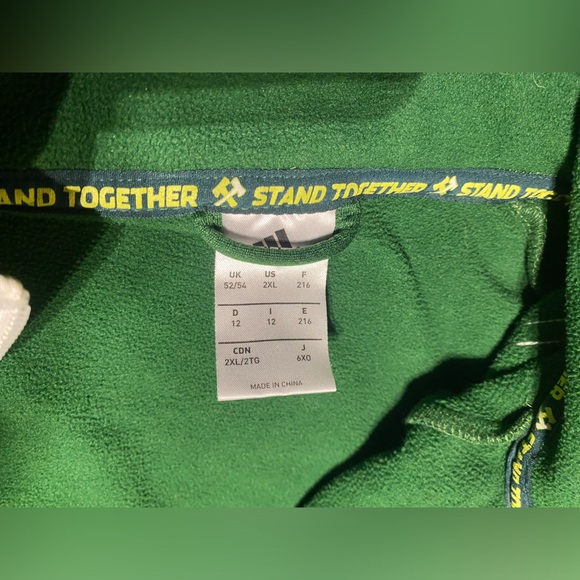 AND TOGETHER STAND TOGETHER STAND TOG
UK US F
52/54 2XL 216
D I E
12 12 216
CDN J
2XL/2TG 6XO
MADE IN CHINA